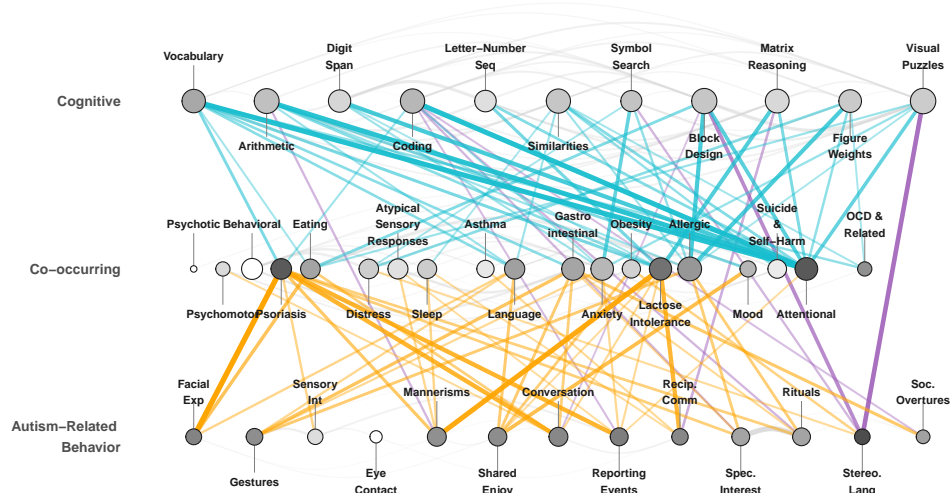 Vocabulary
Digit
Span
Letter–Number
Seq
Symbol
Search
Matrix
Reasoning
Visual
Puzzles
Cognitive
Arithmetic
Coding
Similarities
Block
Design
Figure
Weights
Psychotic
Behavioral
Eating
Atypical
Sensory
Responses
Asthma
Gastro
intestinal
Obesity
Allergic
Suicide
&
Self–Harm
OCD &
Related
Co–occurring
Psychomotor
Psoriasis
Distress
Sleep
Language
Anxiety
Lactose
Intolerance
Mood
Attentional
Facial
Exp
Sensory
Int
Mannerisms
Conversation
Recip.
Comm
Rituals
Soc.
Overtures
Autism–Related
Behavior
Gestures
Eye
Contact
Shared
Enjoy
Reporting
Events
Spec.
Interest
Stereo.
Lang